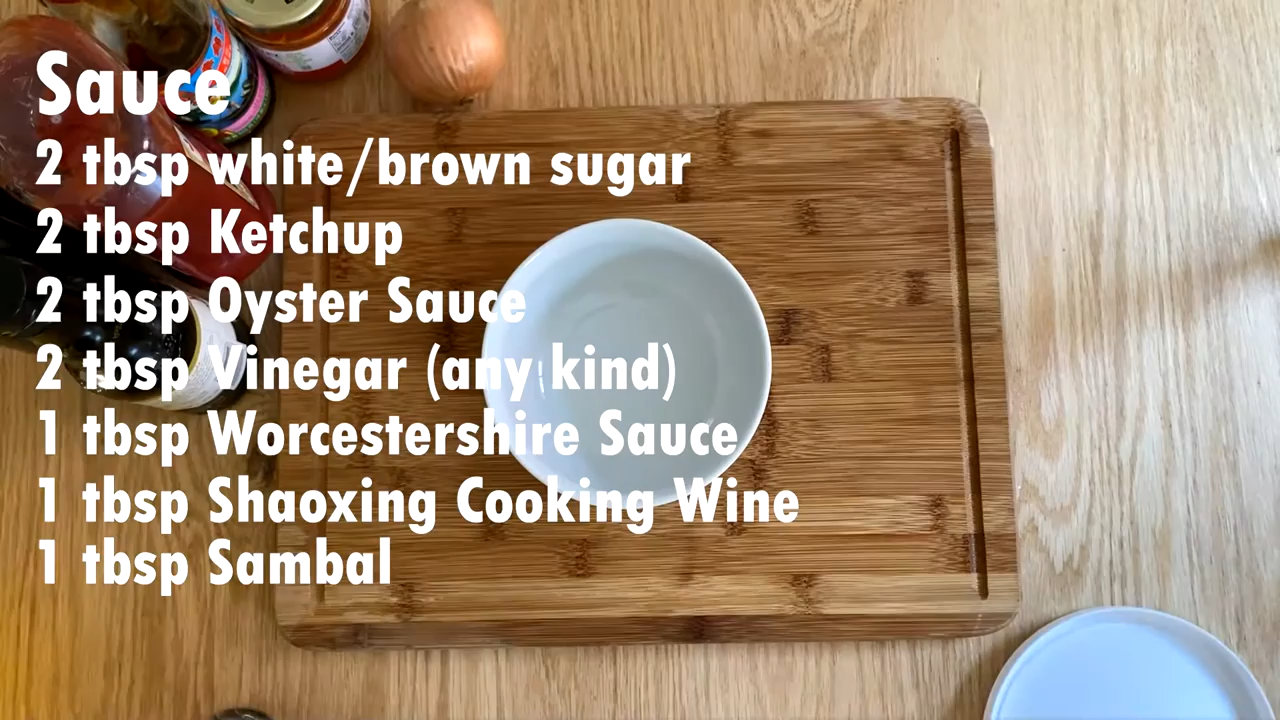 Sauce
2 tbsp white/brown sugar
2 tbsp Ketchup
2 tbsp Oyster Sauce
2 tbsp Vinegar (any kind)
1 tbsp Worcestershire Sauce
1 tbsp Shaoxing Cooking Wine
1 tbsp Sambal